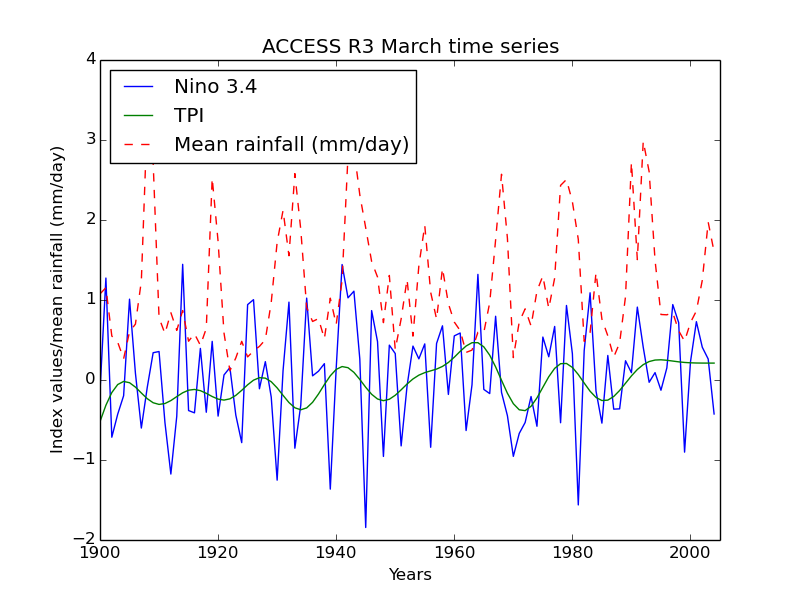 ACCESS R3 March time series
4
Nino 3.4
TPI
Mean rainfall (mm/day)
3
2
1
0
−1
−2
Index values/mean rainfall (mm/day)
1900 1920 1940 1960 1980 2000
Years